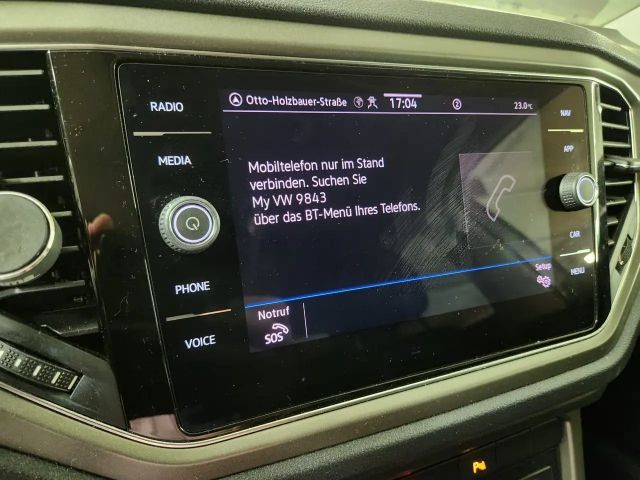 RADIO
MEDIA
PHONE
VOICE
Otto-Holzbauer-Straße 17:04 2 23.0°C
Mobiltelefon nur im Stand
verbinden. Suchen Sie
My VW 9843
über das BT-Menü Ihres Telefons.
Setup
Notruf
SOS
NAV
APP
CAR
MENU